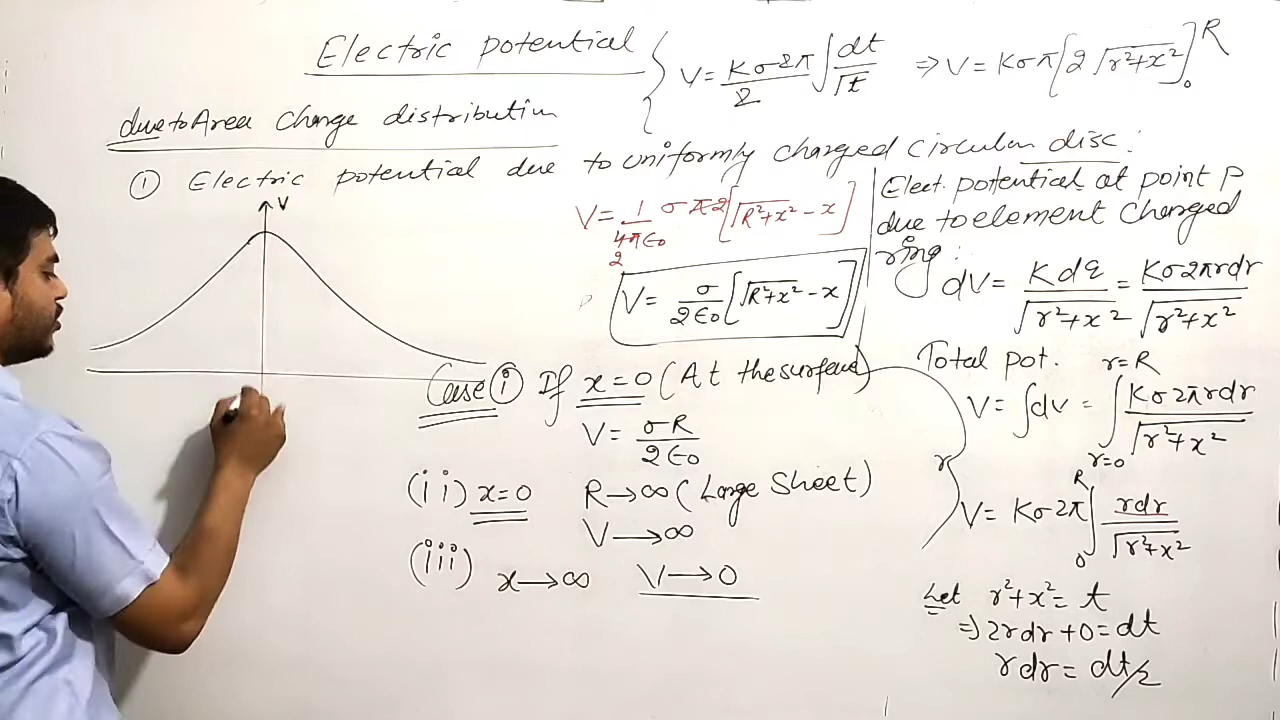 Electric potential
due to Area Charge distribution
V = Kσ2π/2 ∫ dt/√t ⇒ V = Kσπ[2√r²+x²]₀ᴿ
① Electric potential due to uniformly charged circular disc:
V
V = 1/4πϵ₀ σπ2[√R²+x² - x]
2
V = σ/2ϵ₀ [√R²+x² - x]
Case (i) If x=0 (At the surface)
V = σR/2ϵ₀
(ii) x=0 R→∞ (Large Sheet)
V→∞
(iii) x→∞ V→0
Elect. potential at point P
due to element Charged
ring:
dV = Kdq/√r²+x² = Kσ2πrdr/√r²+x²
Total pot.
V = ∫dv = ∫ᵣ₌₀ʳ⁼ᴿ Kσ2πrdr/√r²+x²
V = Kσ2π ∫₀ᴿ rdr/√r²+x²
Let r²+x² = t
⇒ 2rdr+0 = dt
rdr = dt/2